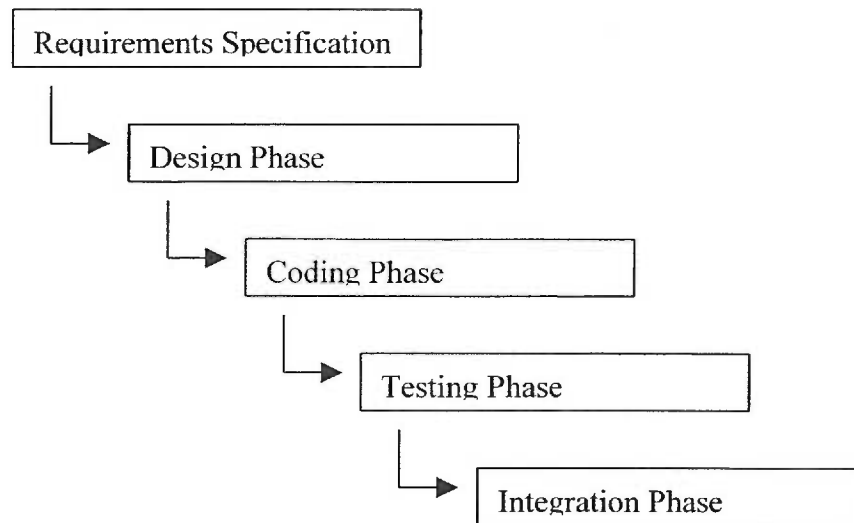 Requirements Specification
Design Phase
Coding Phase
Testing Phase
Integration Phase